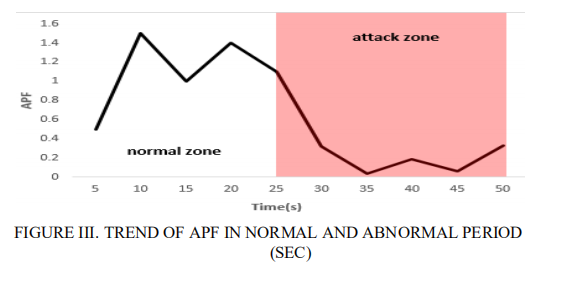 1.6
1.4
1.2
1
0.8
0.6
0.4
0.2
0
APF
attack zone
normal zone
5 10 15 20 25 30 35 40 45 50
Time(s)
FIGURE III. TREND OF APF IN NORMAL AND ABNORMAL PERIOD
(SEC)